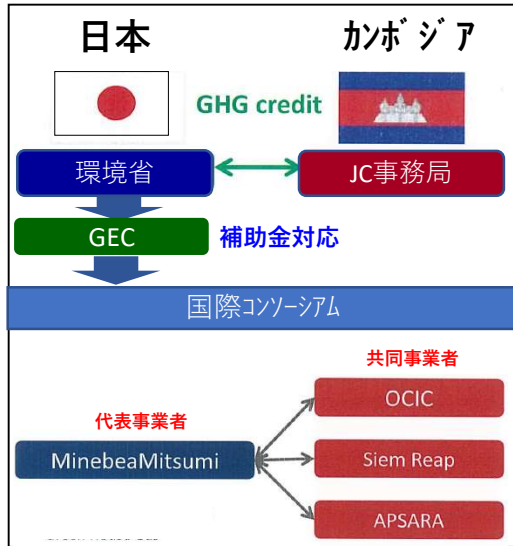 日本
カンボジア
GHG credit
環境省
JC事務局
GEC
補助金対応
国際コンソーシアム
共同事業者
代表事業者
OCIC
MinebeaMitsumi
Siem Reap
APSARA